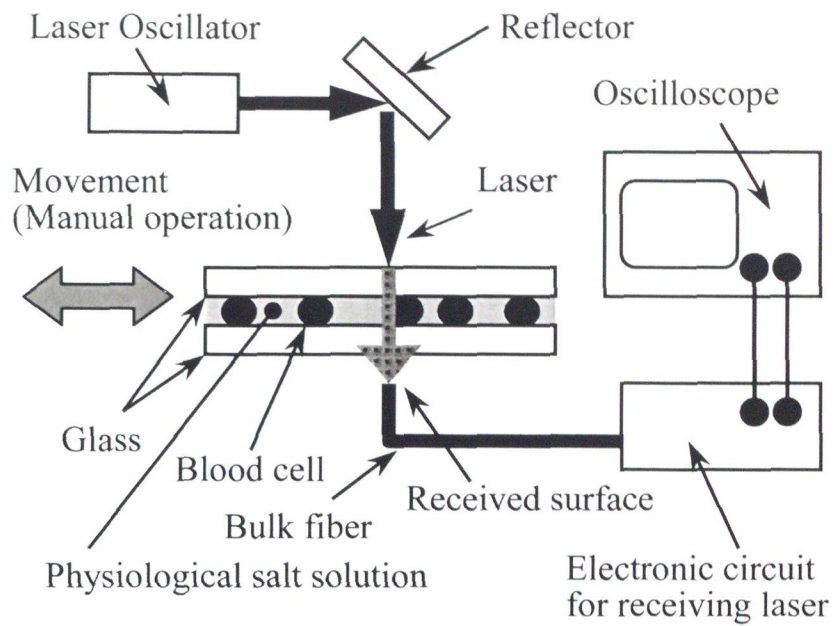 Laser Oscillator
Reflector
Oscilloscope
Movement
(Manual operation)
Laser
Glass
Blood cell
Received surface
Bulk fiber
Physiological salt solution
Electronic circuit
for receiving laser